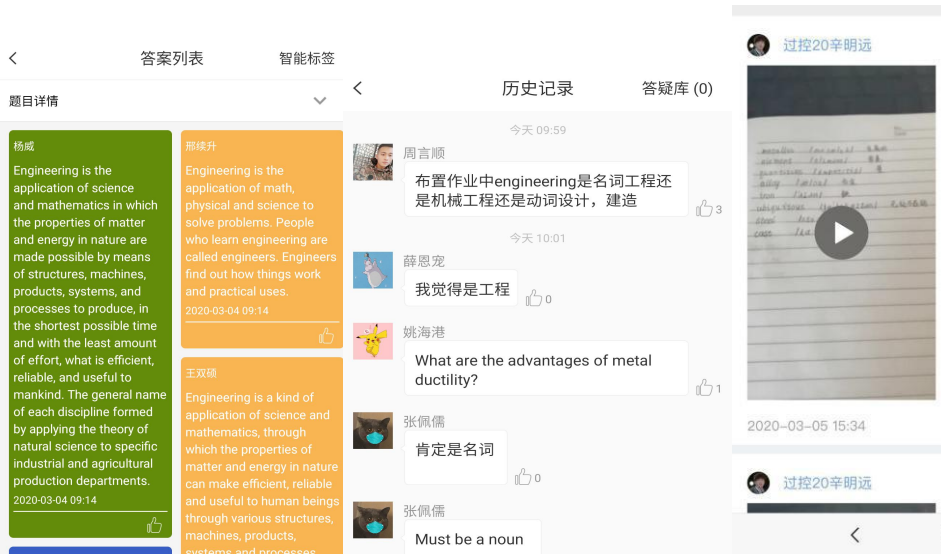 答案列表
智能标签
题目详情
杨威
Engineering is the
application of science
and mathematics in which
the properties of matter
and energy in nature are
made possible by means
of structures, machines,
products, systems, and
processes to produce, in
the shortest possible time
and with the least amount
of effort, what is efficient,
reliable, and useful to
mankind. The general name
of each discipline formed
by applying the theory of
natural science to specific
industrial and agricultural
production departments.
2020-03-04 09:14
邢续升
Engineering is the
application of math,
physical and science to
solve problems. People
who learn engineering are
called engineers. Engineers
find out how things work
and practical uses.
2020-03-04 09:14
王双硕
Engineering is a kind of
application of science and
mathematics, through
which the properties of
matter and energy in nature
can make efficient, reliable
and useful to human beings
through various structures,
machines, products,
systems and processes
历史记录
答疑库 (0)
今天 09:59
周言顺
布置作业中engineering是名词工程还
是机械工程还是动词设计，建造
3
今天 10:01
薛恩宠
我觉得是工程
0
姚海港
What are the advantages of metal
ductility?
1
张佩儒
肯定是名词
0
张佩儒
Must be a noun
过控20辛明远
2020-03-05 15:34
过控20辛明远